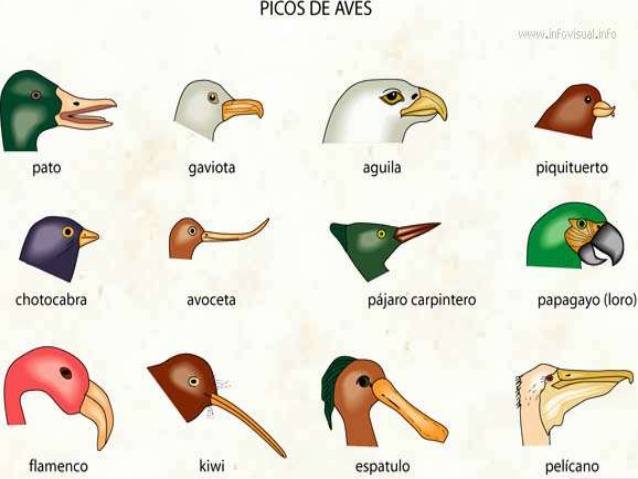 PICOS DE AVES
www.infovisual.info
pato
gaviota
aguila
piquituerto
chotocabra
avoceta
pájaro carpintero
papagayo (loro)
flamenco
kiwi
espatulo
pelícano